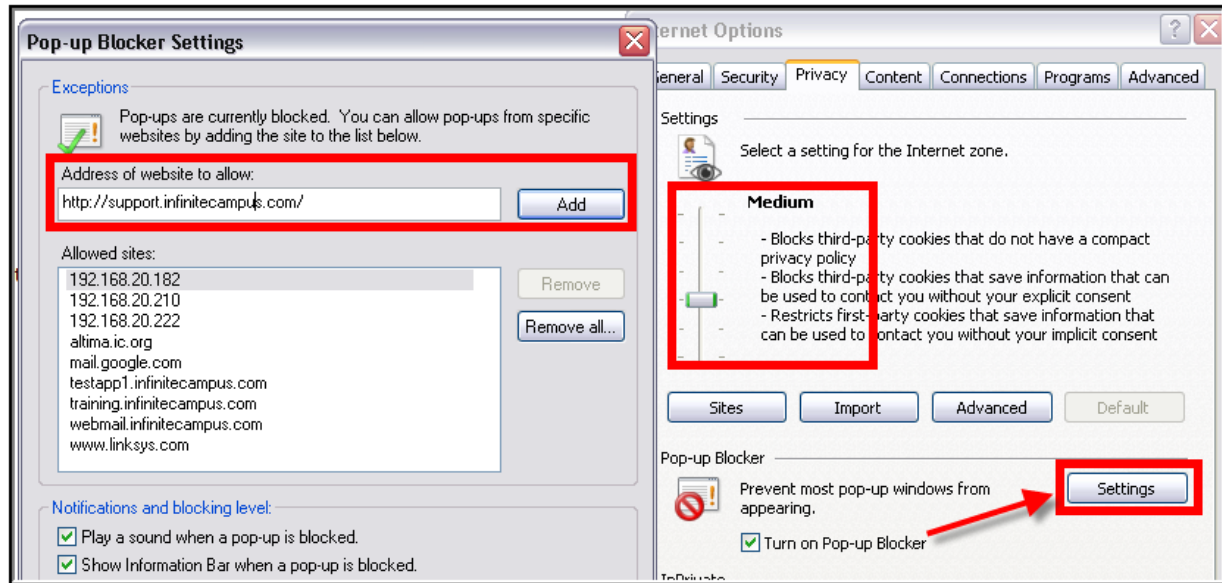 Pop-up Blocker Settings
Exceptions
Pop-ups are currently blocked. You can allow pop-ups from specific
websites by adding the site to the list below.
Address of website to allow:
http://support.infinitecampus.com/
Add
Allowed sites:
192.168.20.182
192.168.20.210
192.168.20.222
altima.ic.org
mail.google.com
testapp1.infinitecampus.com
training.infinitecampus.com
webmail.infinitecampus.com
www.linksys.com
Remove
Remove all...
Notifications and blocking level:
Play a sound when a pop-up is blocked.
Show Information Bar when a pop-up is blocked.
ternet Options
eneral Security Privacy Content Connections Programs Advanced
Settings
Select a setting for the Internet zone.
Medium
- Blocks third-party cookies that do not have a compact
privacy policy
- Blocks third-party cookies that save information that can
be used to contact you without your explicit consent
- Restricts first-party cookies that save information that
can be used to contact you without your implicit consent
Sites Import Advanced Default
Pop-up Blocker
Prevent most pop-up windows from
appearing.
Settings
Turn on Pop-up Blocker
InPrivate